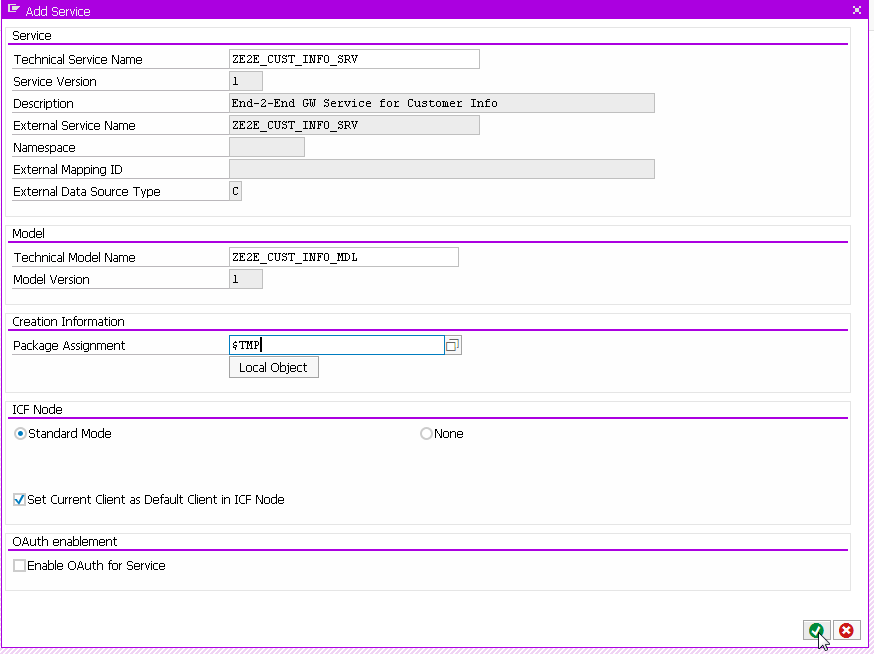 Add Service
Service
Technical Service Name ZE2E_CUST_INFO_SRV
Service Version 1
Description End-2-End GW Service for Customer Info
External Service Name ZE2E_CUST_INFO_SRV
Namespace
External Mapping ID
External Data Source Type C
Model
Technical Model Name ZE2E_CUST_INFO_MDL
Model Version 1
Creation Information
Package Assignment $TMP
Local Object
ICF Node
Standard Mode None
Set Current Client as Default Client in ICF Node
OAuth enablement
Enable OAuth for Service